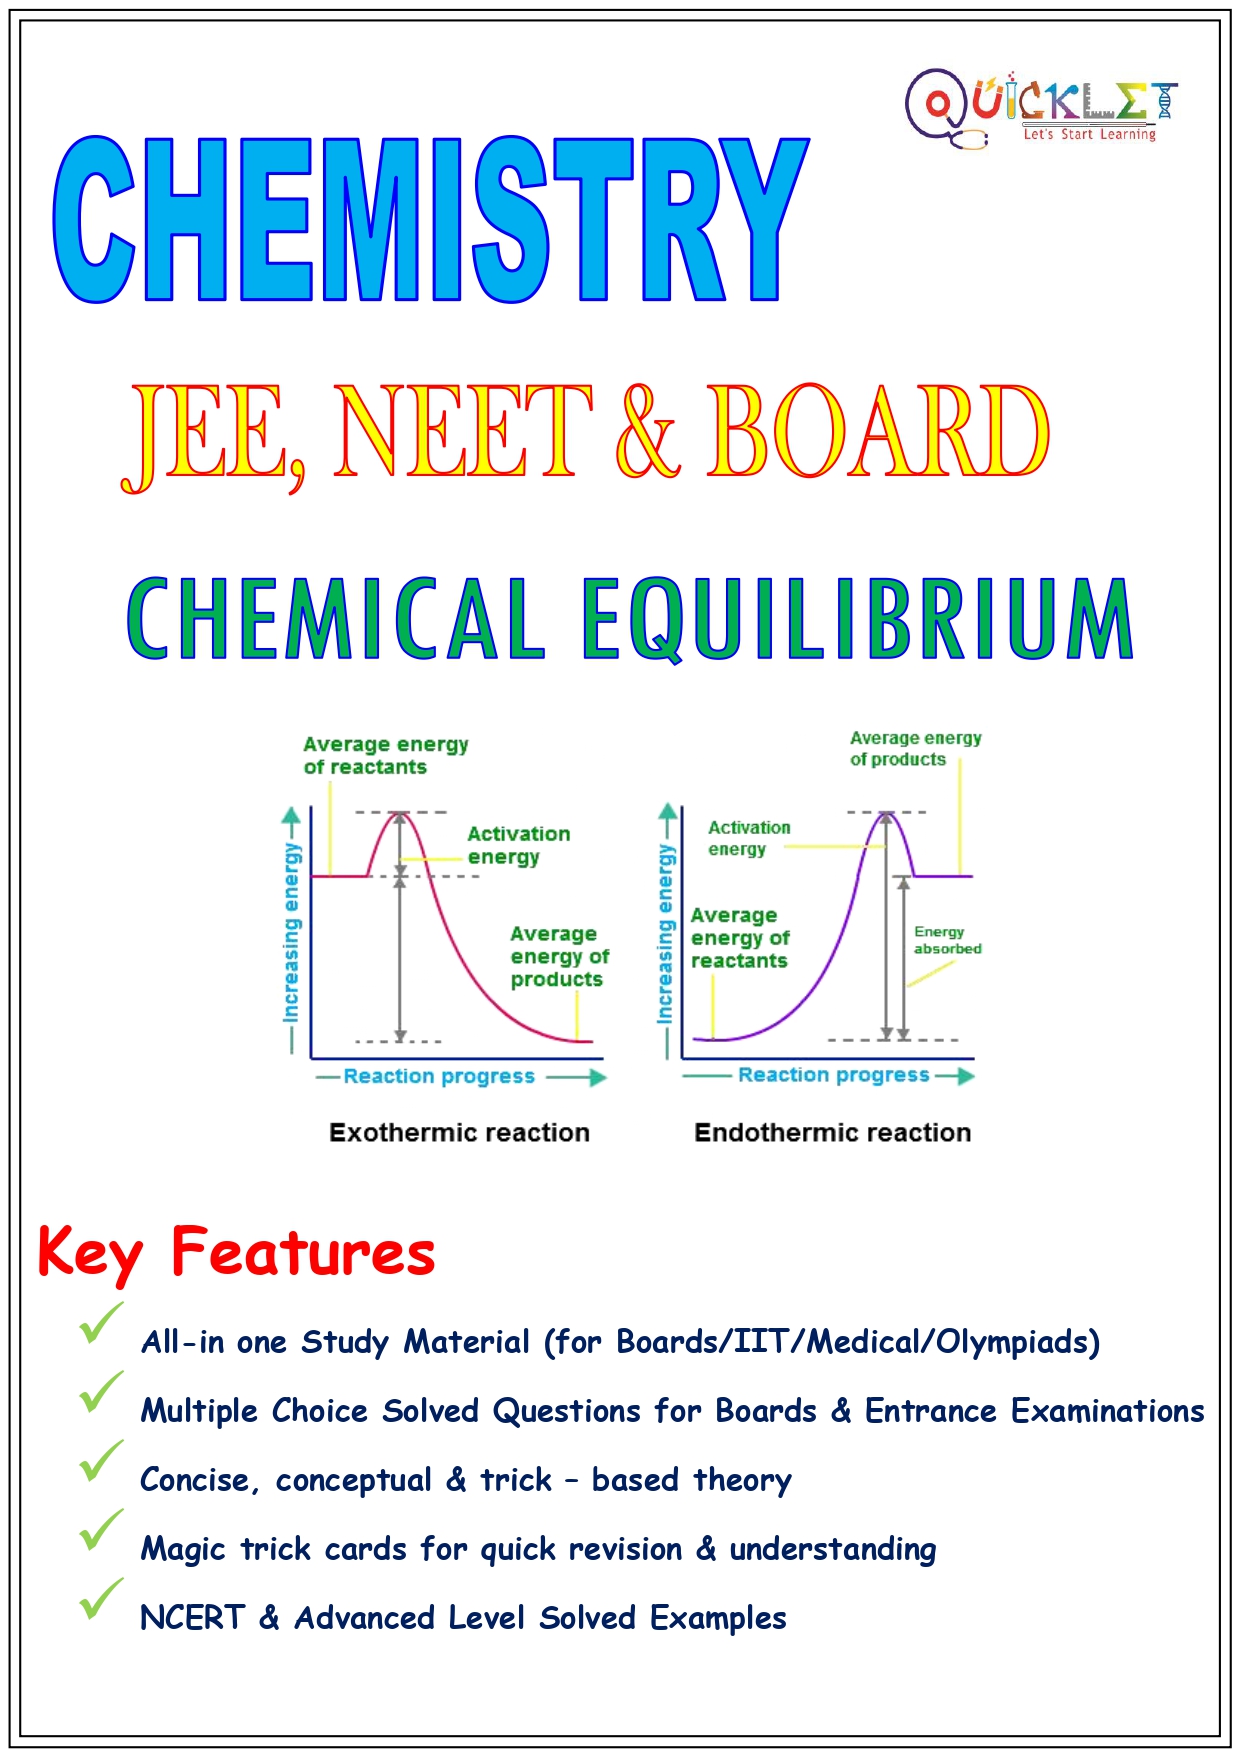 QUICKLET
Let's Start Learning
CHEMISTRY
JEE, NEET & BOARD
CHEMICAL EQUILIBRIUM
Average energy
of reactants
Activation
energy
Average
energy of
products
Increasing energy
Reaction progress
Exothermic reaction
Average energy
of products
Activation
energy
Average
energy of
reactants
Energy
absorbed
Increasing energy
Reaction progress
Endothermic reaction
Key Features
All-in one Study Material (for Boards/IIT/Medical/Olympiads)
Multiple Choice Solved Questions for Boards & Entrance Examinations
Concise, conceptual & trick – based theory
Magic trick cards for quick revision & understanding
NCERT & Advanced Level Solved Examples